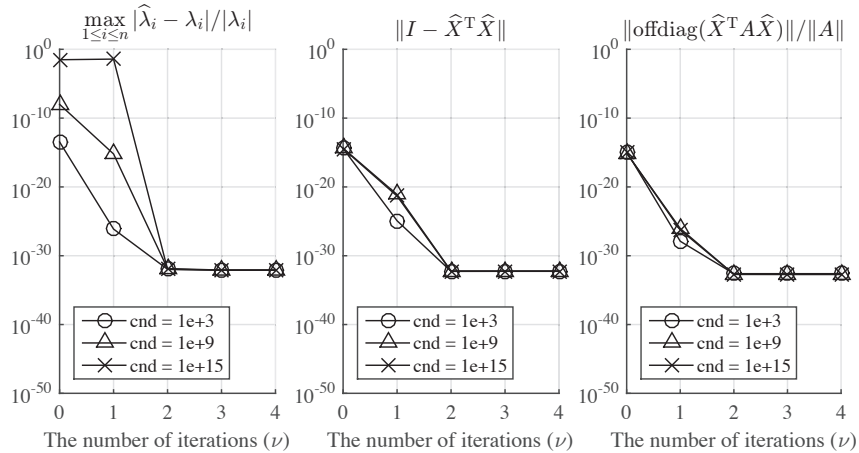 max |λ̂ᵢ − λᵢ|/|λᵢ|
1≤i≤n
10⁰
10⁻¹⁰
10⁻²⁰
10⁻³⁰
10⁻⁴⁰
10⁻⁵⁰
cnd = 1e+3
cnd = 1e+9
cnd = 1e+15
0 1 2 3 4
The number of iterations (ν)
‖I − X̂ᵀX̂‖
10⁰
10⁻¹⁰
10⁻²⁰
10⁻³⁰
10⁻⁴⁰
10⁻⁵⁰
cnd = 1e+3
cnd = 1e+9
cnd = 1e+15
0 1 2 3 4
The number of iterations (ν)
‖offdiag(X̂ᵀAX̂)‖/‖A‖
10⁰
10⁻¹⁰
10⁻²⁰
10⁻³⁰
10⁻⁴⁰
10⁻⁵⁰
cnd = 1e+3
cnd = 1e+9
cnd = 1e+15
0 1 2 3 4
The number of iterations (ν)